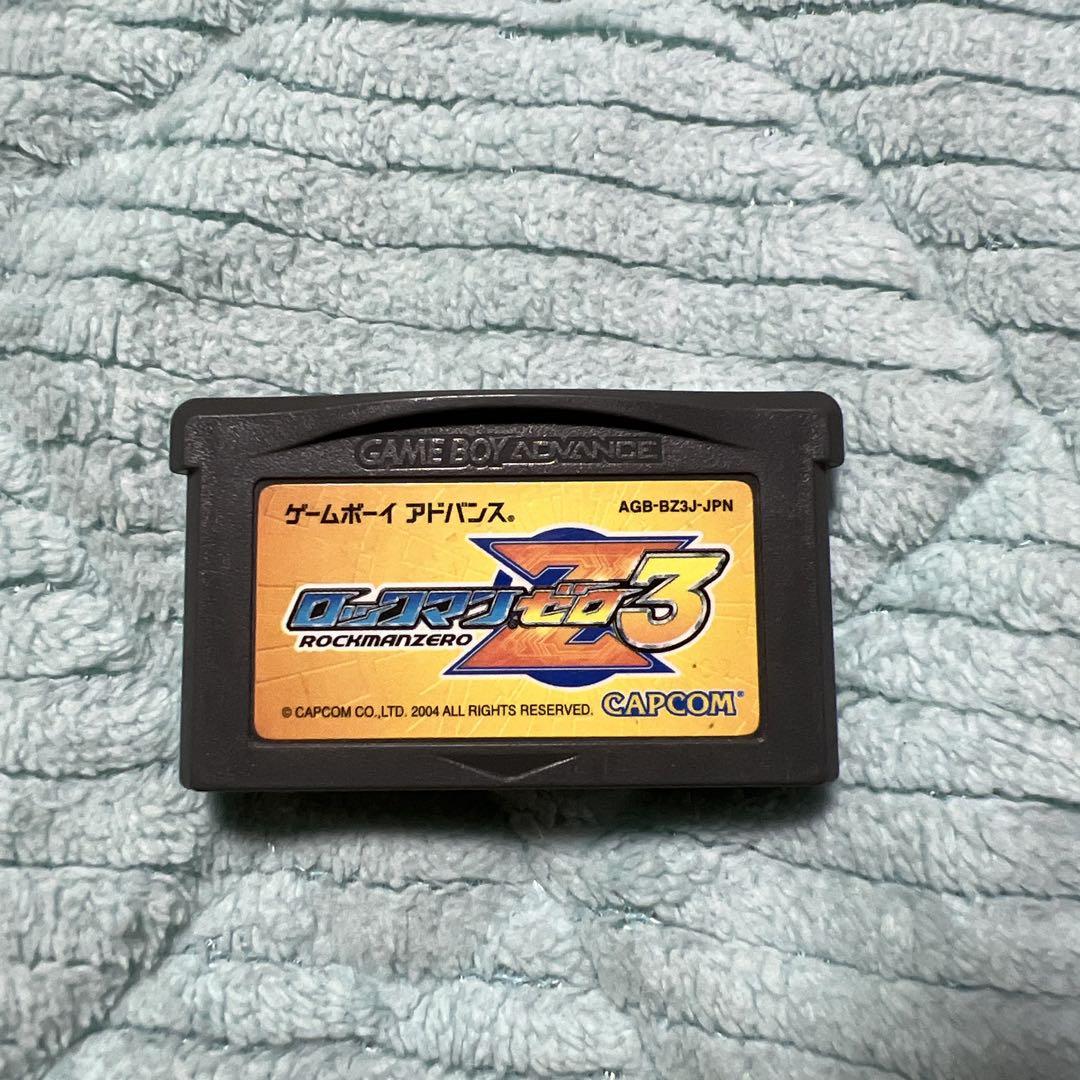 GAME BOY ADVANCE
ゲームボーイ アドバンス® AGB-BZ3J-JPN
ロックマン®ゼロ3
ROCKMANZERO
© CAPCOM CO.,LTD. 2004 ALL RIGHTS RESERVED. CAPCOM®